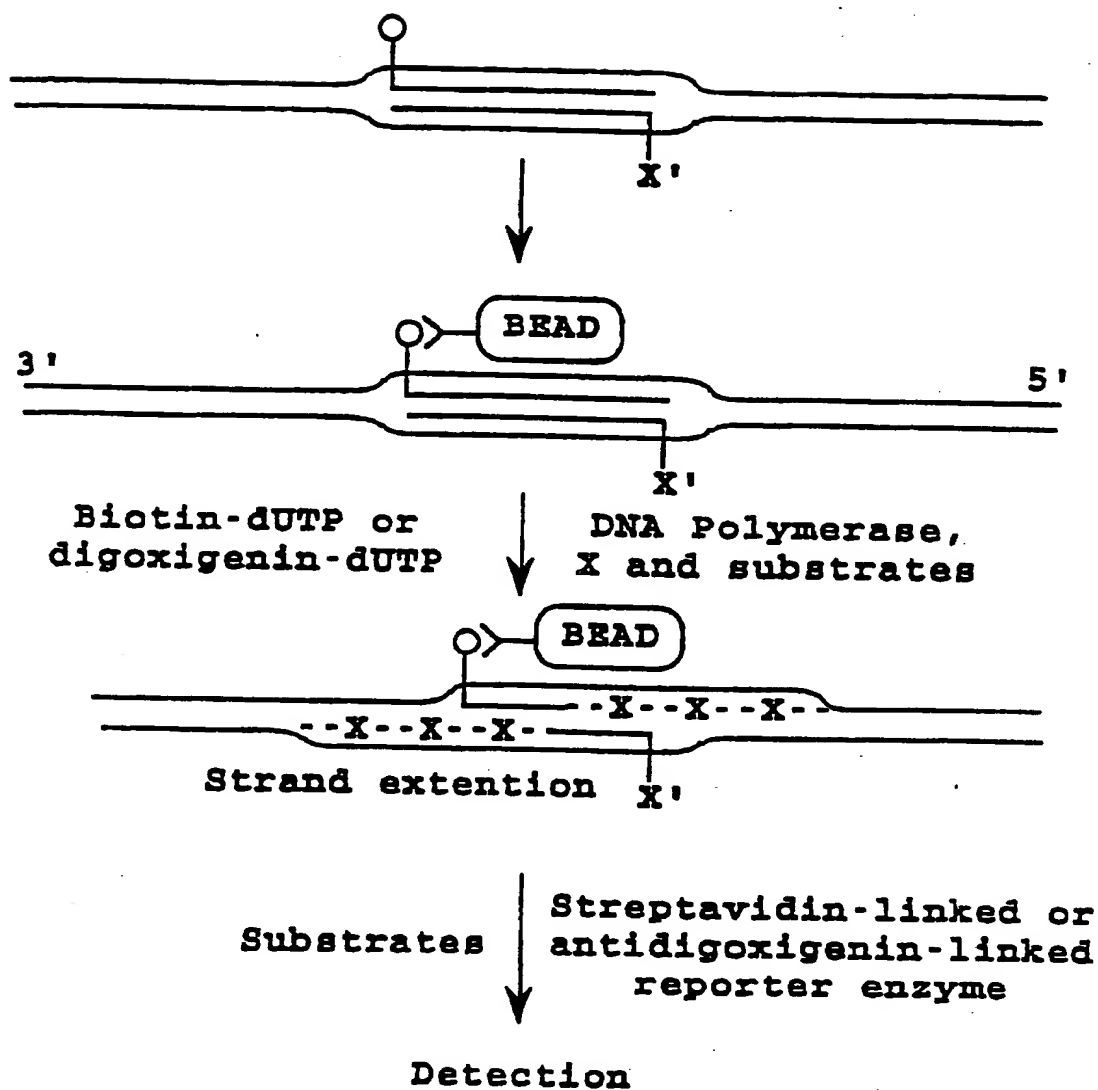 X'
BEAD
3'
5'
X'
Biotin-dUTP or
digoxigenin-dUTP
DNA Polymerase,
X and substrates
BEAD
--X--X--X--
--X--X--X-
Strand extention
X'
Substrates
Streptavidin-linked or
antidigoxigenin-linked
reporter enzyme
Detection